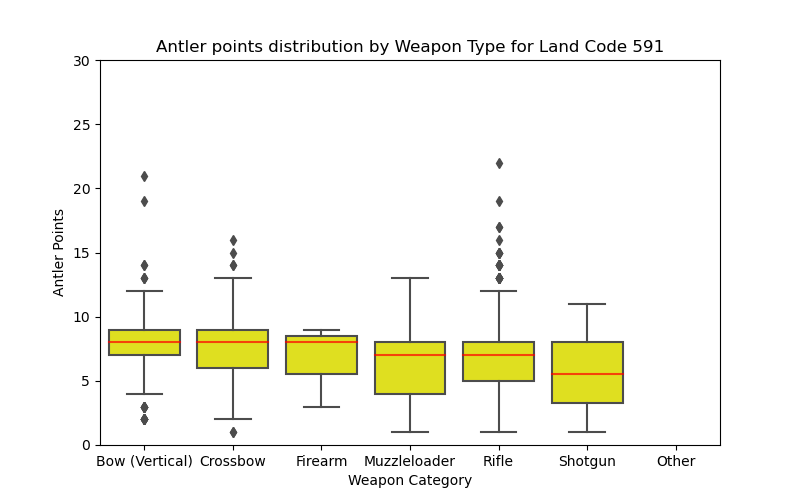 Antler points distribution by Weapon Type for Land Code 591
30
25
20
15
10
5
0
Antler Points
Bow (Vertical) Crossbow Firearm Muzzleloader Rifle Shotgun Other
Weapon Category